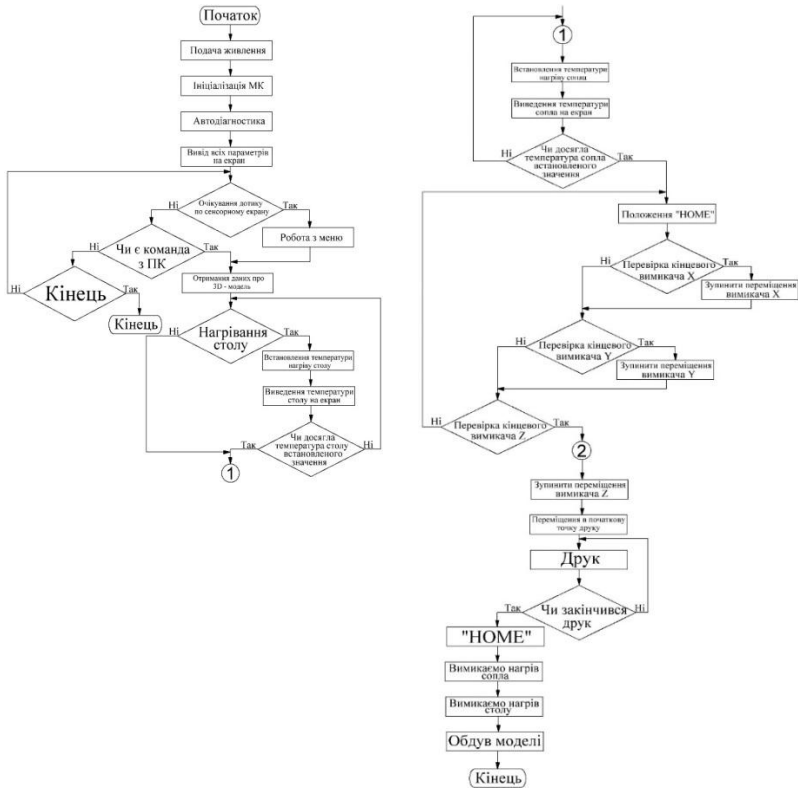 Початок
Подача живлення
Ініціалізація МК
Автодіагностика
Вивід всіх параметрів
на екран
Ні
Очікування дотику
по сенсорному екрану
Так
Робота з меню
Ні
Чи є команда
з ПК
Так
Кінець
Так
Ні
Кінець
Отримання даних про
3D - модель
Ні
Нагрівання
столу
Так
Встановлення температури
нагріву столу
Виведення температури
столу на екран
Так
Чи досягла
температура столу
встановленого
значення
Ні
1
1
Встановлення температури
нагріву сопла
Виведення температури
сопла на екран
Ні
Чи досягла
температура сопла
встановленого
значення
Так
Положення "HOME"
Ні
Перевірка кінцевого
вимикача X
Так
Зупинити переміщення
вимикача X
Ні
Перевірка кінцевого
вимикача Y
Так
Зупинити переміщення
вимикача Y
Ні
Перевірка кінцевого
вимикача Z
Так
2
Зупинити переміщення
вимикача Z
Переміщення в початкову
точку друку
Друк
Так
Чи закінчився
друк
Ні
"HOME"
Вимикаємо нагрів
сопла
Вимикаємо нагрів
столу
Обдув моделі
Кінець